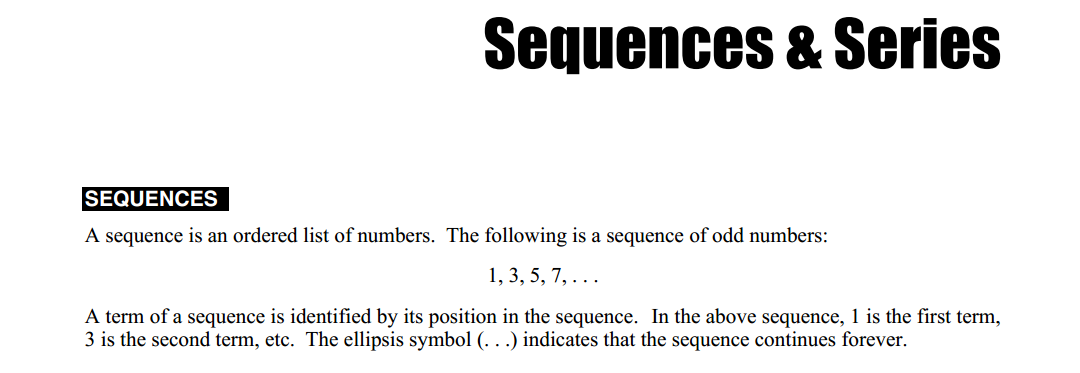 Sequences & Series
SEQUENCES
A sequence is an ordered list of numbers.  The following is a sequence of odd numbers:
1, 3, 5, 7, . . .
A term of a sequence is identified by its position in the sequence.  In the above sequence, 1 is the first term,
3 is the second term, etc.  The ellipsis symbol (. . .) indicates that the sequence continues forever.